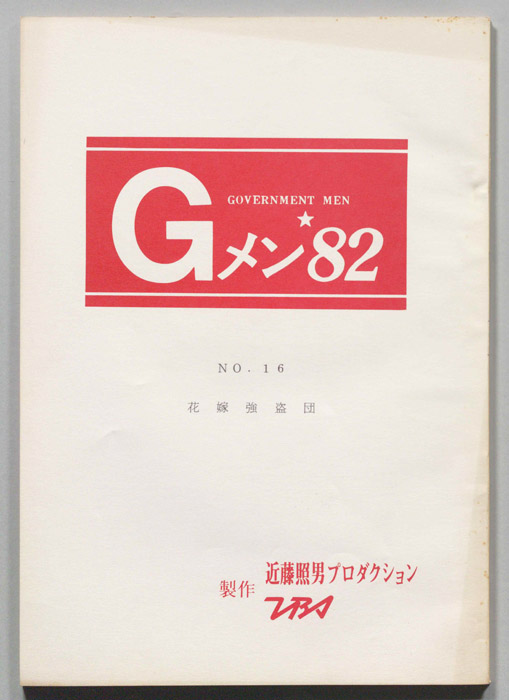 GOVERNMENT MEN
Gメン★82
NO. 16
花嫁強盗団
製作 近藤照男プロダクション
TBS